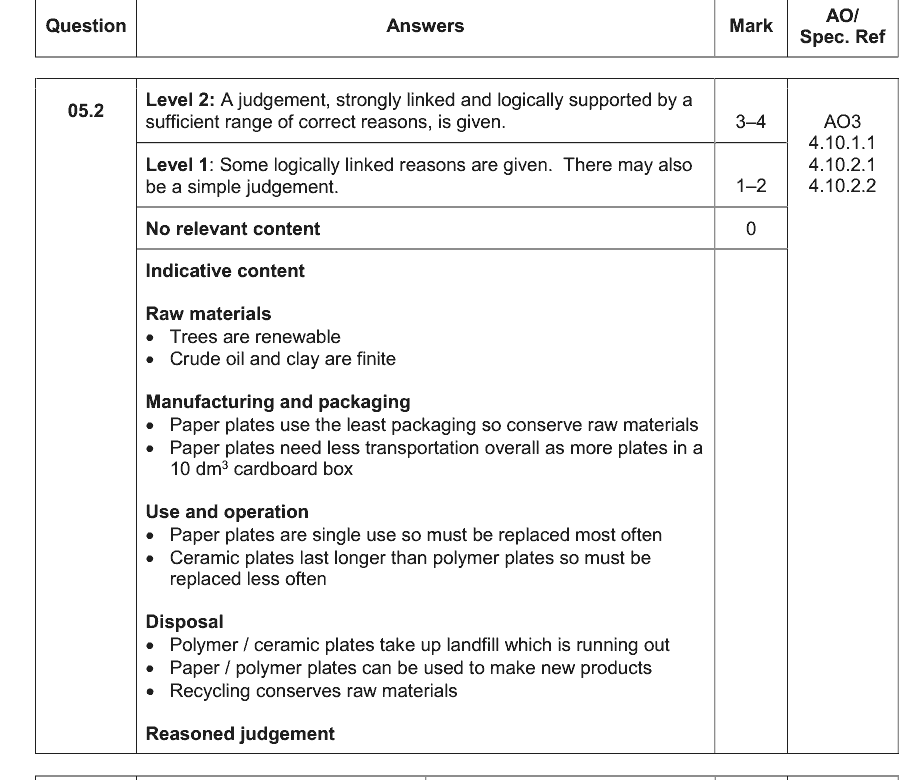 Question
Answers
Mark
AO/
Spec. Ref
05.2
Level 2: A judgement, strongly linked and logically supported by a
sufficient range of correct reasons, is given.
3–4
AO3
4.10.1.1
4.10.2.1
4.10.2.2
Level 1: Some logically linked reasons are given. There may also
be a simple judgement.
1–2
No relevant content
0
Indicative content
Raw materials
• Trees are renewable
• Crude oil and clay are finite
Manufacturing and packaging
• Paper plates use the least packaging so conserve raw materials
• Paper plates need less transportation overall as more plates in a
10 dm³ cardboard box
Use and operation
• Paper plates are single use so must be replaced most often
• Ceramic plates last longer than polymer plates so must be
replaced less often
Disposal
• Polymer / ceramic plates take up landfill which is running out
• Paper / polymer plates can be used to make new products
• Recycling conserves raw materials
Reasoned judgement